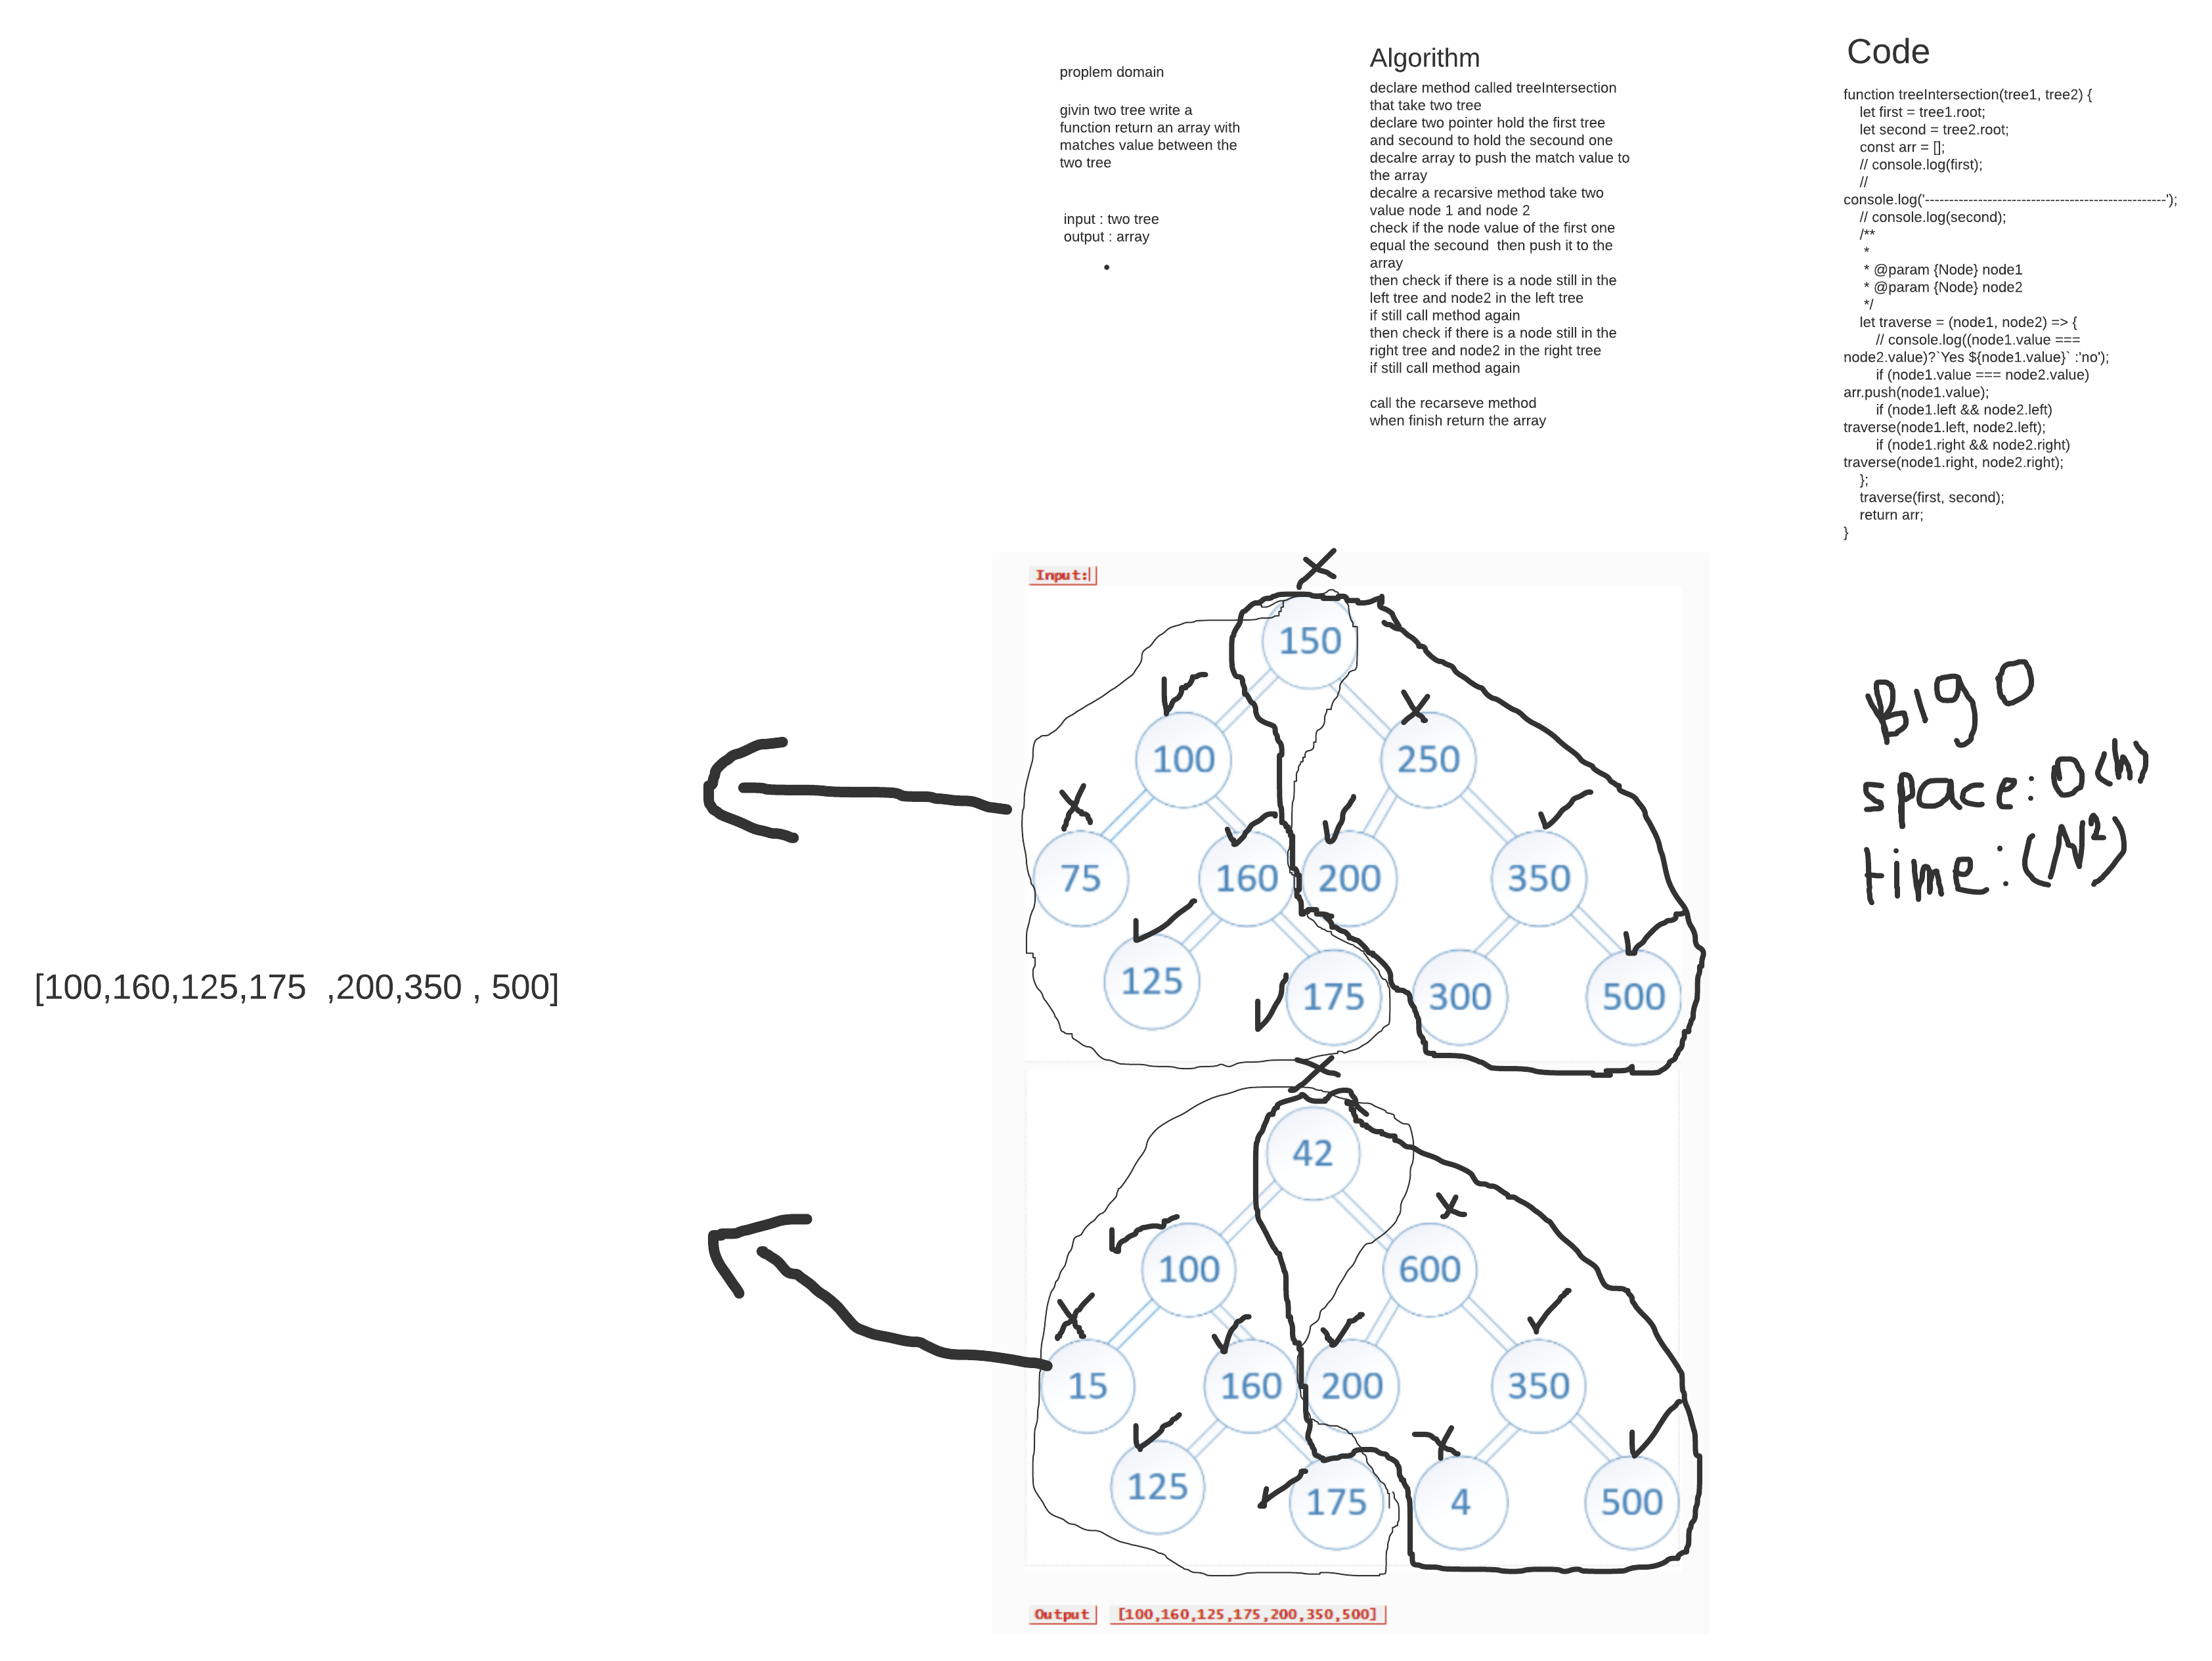 proplem domain
givin two tree write a
function return an array with
matches value between the
two tree
input : two tree
output : array
Algorithm
declare method called treeIntersection
that take two tree
declare two pointer hold the first tree
and secound to hold the secound one
decalre array to push the match value to
the array
decalre a recarsive method take two
value node 1 and node 2
check if the node value of the first one
equal the secound  then push it to the
array
then check if there is a node still in the
left tree and node2 in the left tree
if still call method again
then check if there is a node still in the
right tree and node2 in the right tree
if still call method again
call the recarseve method
when finish return the array
Code
function treeIntersection(tree1, tree2) {
let first = tree1.root;
let second = tree2.root;
const arr = [];
// console.log(first);
//
console.log('--------------------------------------------------');
// console.log(second);
/**
*
* @param {Node} node1
* @param {Node} node2
*/
let traverse = (node1, node2) => {
// console.log((node1.value ===
node2.value)?`Yes ${node1.value}` :'no');
if (node1.value === node2.value)
arr.push(node1.value);
if (node1.left && node2.left)
traverse(node1.left, node2.left);
if (node1.right && node2.right)
traverse(node1.right, node2.right);
};
traverse(first, second);
return arr;
}
Input:
150
100 250
75 160 200 350
125 175 300 500
42
100 600
15 160 200 350
125 175 4 500
Output [100,160,125,175,200,350,500]
[100,160,125,175  ,200,350 , 500]
BIg O
space: O(h)
time: (N²)